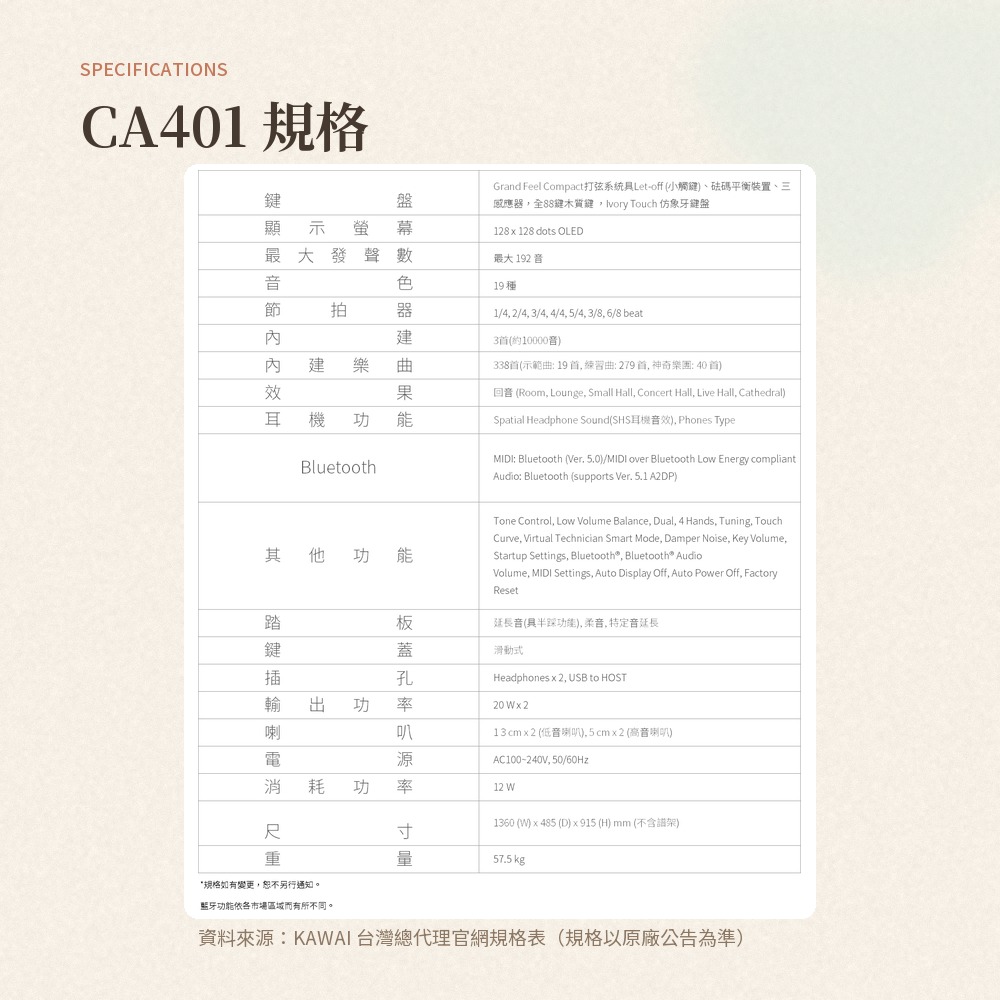 SPECIFICATIONS
CA401 規格
鍵盤
Grand Feel Compact打弦系統具Let-off (小觸鍵)、砝碼平衡裝置、三
感應器，全88鍵木質鍵 ，Ivory Touch 仿象牙鍵盤
顯示螢幕
128 x 128 dots OLED
最大發聲數
最大 192 音
音色
19 種
節拍器
1/4, 2/4, 3/4, 4/4, 5/4, 3/8, 6/8 beat
內建
3首(約10000音)
內建樂曲
338首(示範曲: 19 首, 練習曲: 279 首, 神奇樂團: 40 首)
效果
回音 (Room, Lounge, Small Hall, Concert Hall, Live Hall, Cathedral)
耳機功能
Spatial Headphone Sound(SHS耳機音效), Phones Type
Bluetooth
MIDI: Bluetooth (Ver. 5.0)/MIDI over Bluetooth Low Energy compliant
Audio: Bluetooth (supports Ver. 5.1 A2DP)
其他功能
Tone Control, Low Volume Balance, Dual, 4 Hands, Tuning, Touch
Curve, Virtual Technician Smart Mode, Damper Noise, Key Volume,
Startup Settings, Bluetooth®, Bluetooth® Audio
Volume, MIDI Settings, Auto Display Off, Auto Power Off, Factory
Reset
踏板
延長音(具半踩功能), 柔音, 特定音延長
鍵蓋
滑動式
插孔
Headphones x 2, USB to HOST
輸出功率
20 W x 2
喇叭
13 cm x 2 (低音喇叭), 5 cm x 2 (高音喇叭)
電源
AC100~240V, 50/60Hz
消耗功率
12 W
尺寸
1360 (W) x 485 (D) x 915 (H) mm (不含譜架)
重量
57.5 kg
*規格如有變更，恕不另行通知。
藍牙功能依各市場區域而有所不同。
資料來源：KAWAI 台灣總代理官網規格表（規格以原廠公告為準）